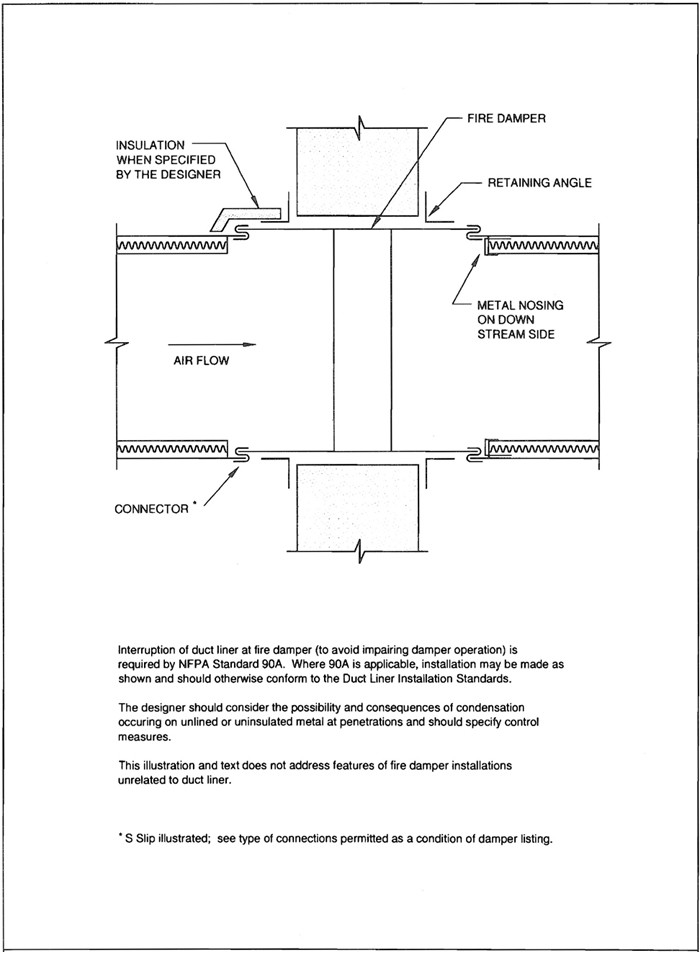 FIRE DAMPER
INSULATION
WHEN SPECIFIED
BY THE DESIGNER
RETAINING ANGLE
METAL NOSING
ON DOWN
STREAM SIDE
AIR FLOW
CONNECTOR *
Interruption of duct liner at fire damper (to avoid impairing damper operation) is
required by NFPA Standard 90A. Where 90A is applicable, installation may be made as
shown and should otherwise conform to the Duct Liner Installation Standards.
The designer should consider the possibility and consequences of condensation
occuring on unlined or uninsulated metal at penetrations and should specify control
measures.
This illustration and text does not address features of fire damper installations
unrelated to duct liner.
* S Slip illustrated; see type of connections permitted as a condition of damper listing.